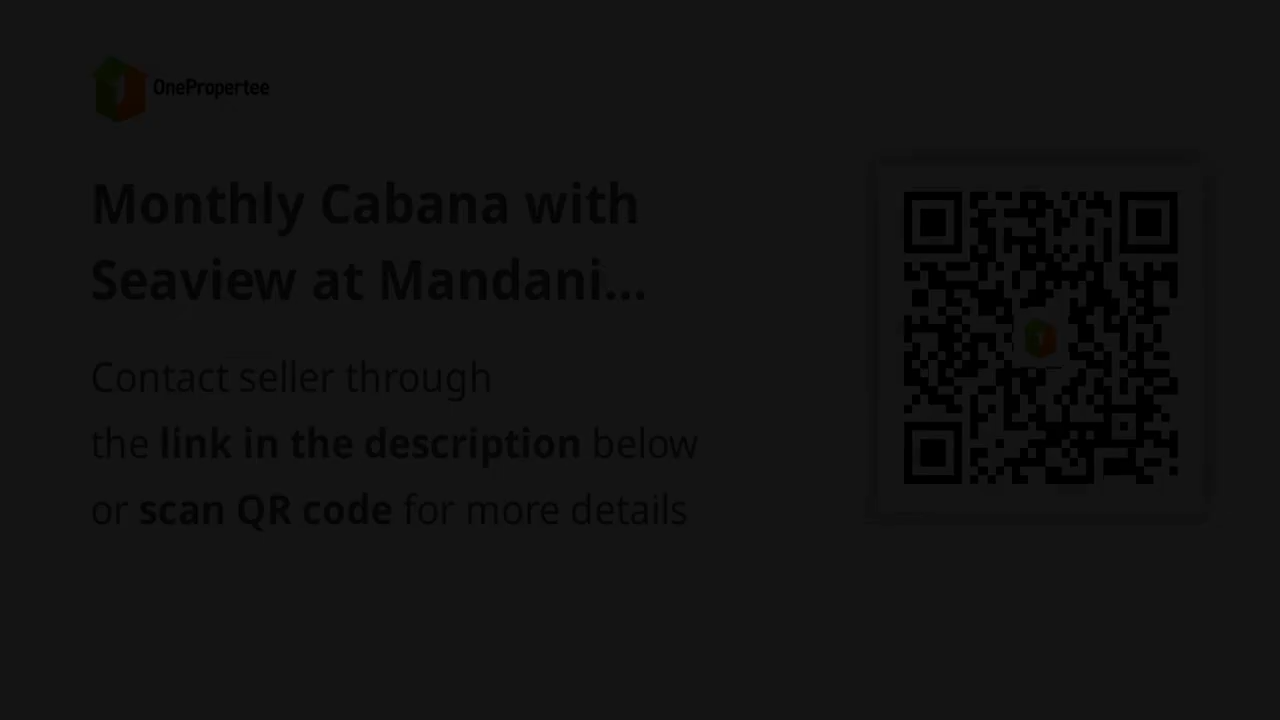 OnePropertee
Monthly Cabana with
Seaview at Mandani...
Contact seller through
the link in the description below
or scan QR code for more details